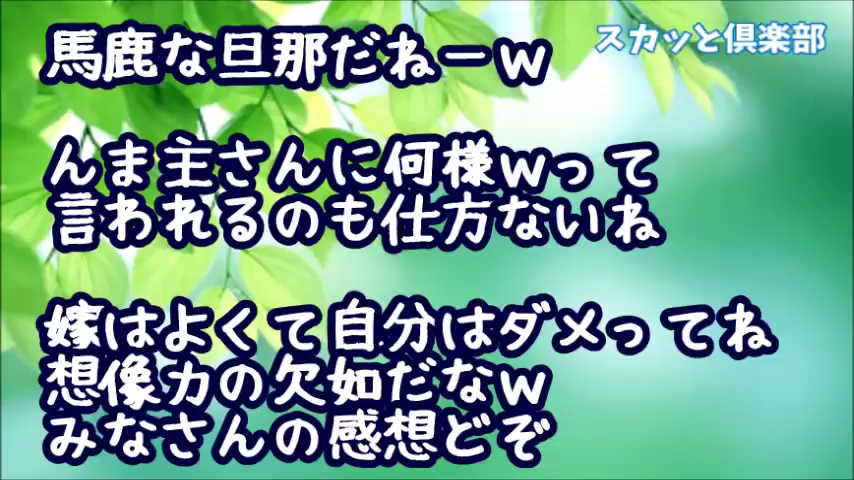 スカッと倶楽部
馬鹿な旦那だねーw
んま主さんに何様wって
言われるのも仕方ないね
嫁はよくて自分はダメってね
想像力の欠如だなw
みなさんの感想どぞ